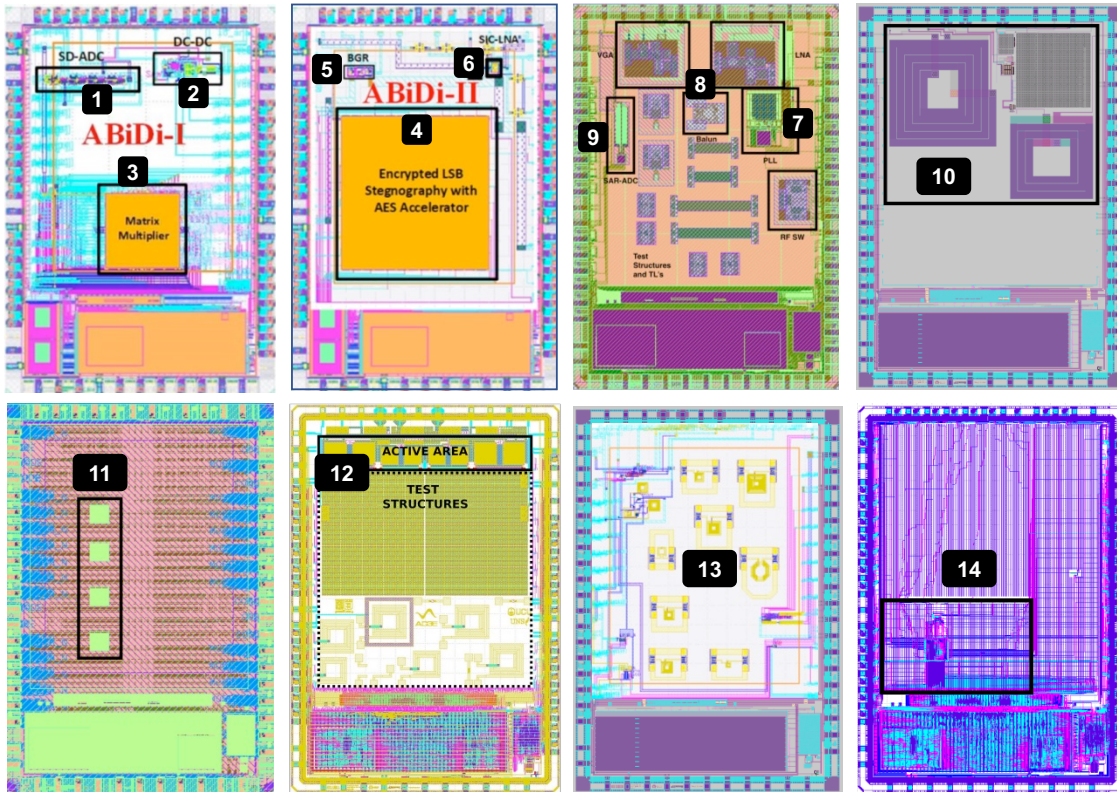 SD-ADC
DC-DC
1
2
ABiDi-I
3
Matrix
Multiplier
BGR
SIC-LNA'
5
6
ABiDi-II
4
Encrypted LSB
Stegnography with
AES Accelerator
VGA
LNA
8
9
7
Balun
PLL
SAR-ADC
RF SW
Test
Structures
and TL's
10
11
12
ACTIVE AREA
TEST
STRUCTURES
13
14